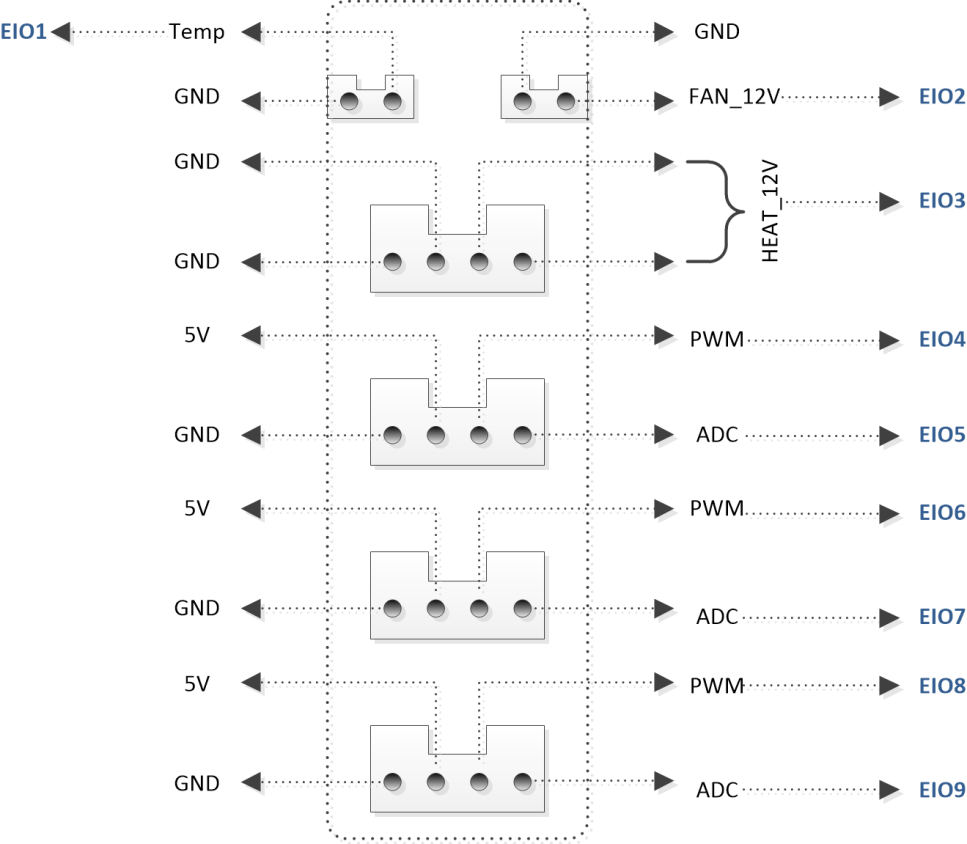 EIO1 Temp GND
GND FAN_12V EIO2
GND
HEAT_12V EIO3
GND
5V PWM EIO4
GND ADC EIO5
5V PWM EIO6
GND ADC EIO7
5V PWM EIO8
GND ADC EIO9